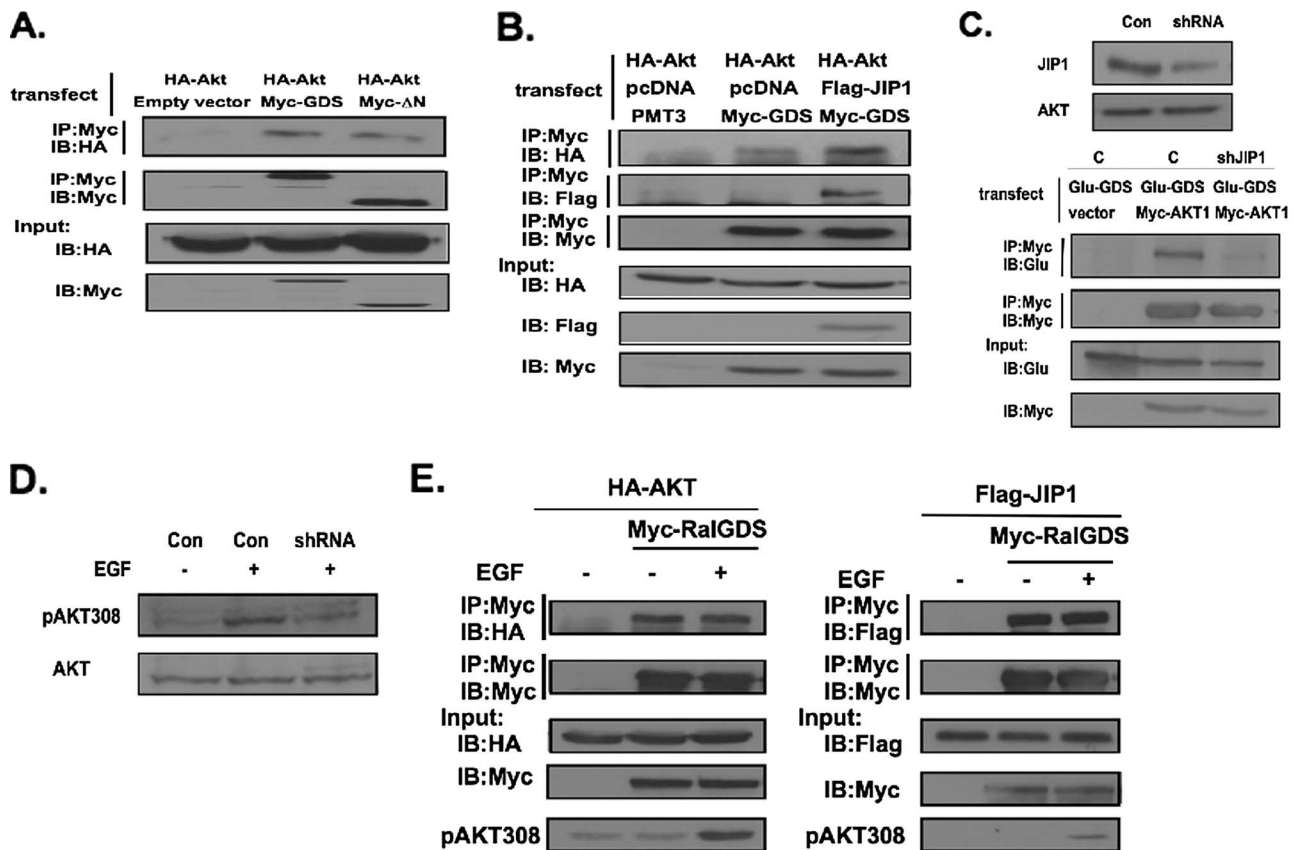 A.
HA-Akt HA-Akt HA-Akt
transfect
Empty vector Myc-GDS Myc-ΔN
IP:Myc
IB:HA
IP:Myc
IB:Myc
Input:
IB:HA
IB:Myc
B.
HA-Akt HA-Akt HA-Akt
transfect pcDNA pcDNA Flag-JIP1
PMT3 Myc-GDS Myc-GDS
IP:Myc
IB: HA
IP:Myc
IB: Flag
IP:Myc
IB: Myc
Input:
IB: HA
IB: Flag
IB: Myc
C.
Con shRNA
JIP1
AKT
C C shJIP1
Glu-GDS Glu-GDS Glu-GDS
transfect
vector Myc-AKT1 Myc-AKT1
IP:Myc
IB:Glu
IP:Myc
IB:Myc
Input:
IB:Glu
IB:Myc
D.
Con Con shRNA
EGF - + +
pAKT308
AKT
E.
HA-AKT
Myc-RalGDS
EGF - - +
IP:Myc
IB:HA
IP:Myc
IB:Myc
Input:
IB:HA
IB:Myc
pAKT308
Flag-JIP1
Myc-RalGDS
EGF - - +
IP:Myc
IB:Flag
IP:Myc
IB:Myc
Input:
IB:Flag
IB:Myc
pAKT308